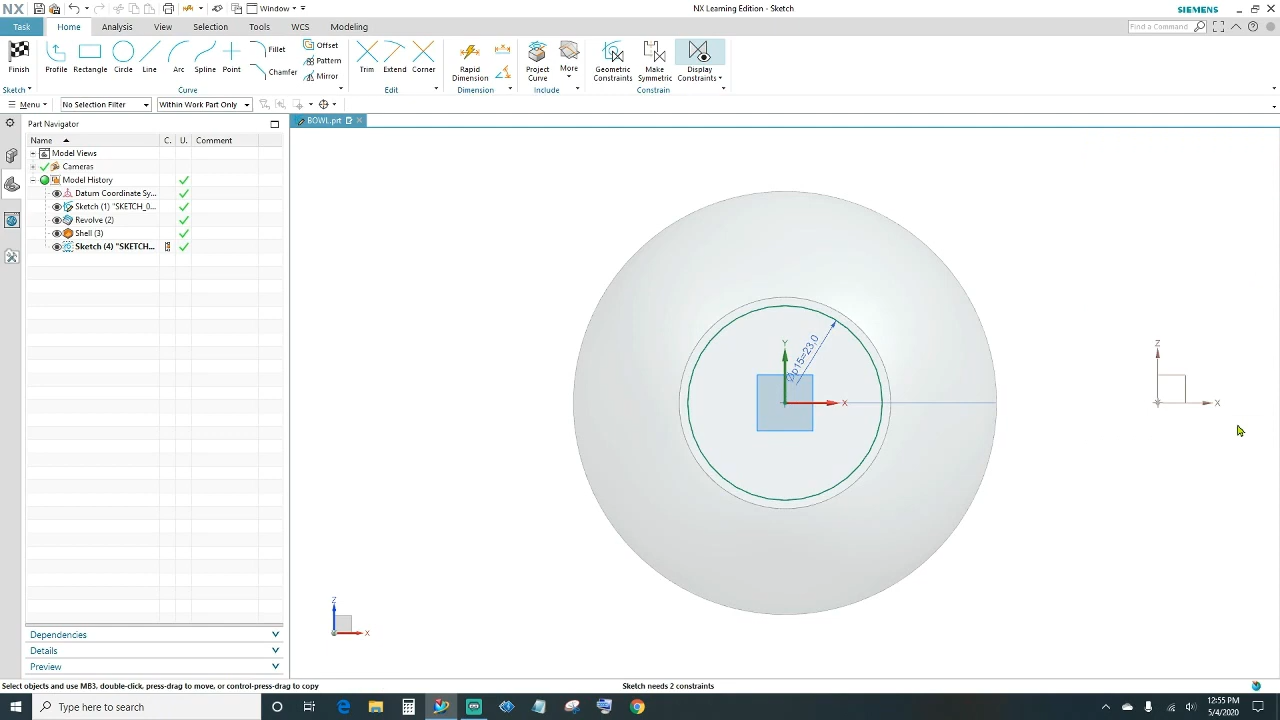 NX
Window
NX Learning Edition - Sketch
SIEMENS
Task
Home
Analysis
View
Selection
Tools
WCS
Modeling
Find a Command
Finish
Profile
Rectangle
Circle
Line
Arc
Spline
Point
Fillet
Chamfer
Offset
Pattern
Mirror
Trim
Extend
Corner
Rapid
Dimension
Project
Curve
More
Geometric
Constraints
Make
Symmetric
Display
Constraints
Sketch
Curve
Edit
Dimension
Include
Constrain
Menu
No Selection Filter
Within Work Part Only
Part Navigator
BOWL.prt
Name
C.
U.
Comment
Model Views
Cameras
Model History
Datum Coordinate Sy...
Sketch (1) "SKETCH_0...
Revolve (2)
Shell (3)
Sketch (4) "SKETCH...
Øp15=23.0
Y
X
Z
X
Z
X
Dependencies
Details
Preview
Select objects and use MB3, double-click, press-drag to move, or control-press-drag to copy
Sketch needs 2 constraints
Type here to search
12:55 PM
5/4/2020